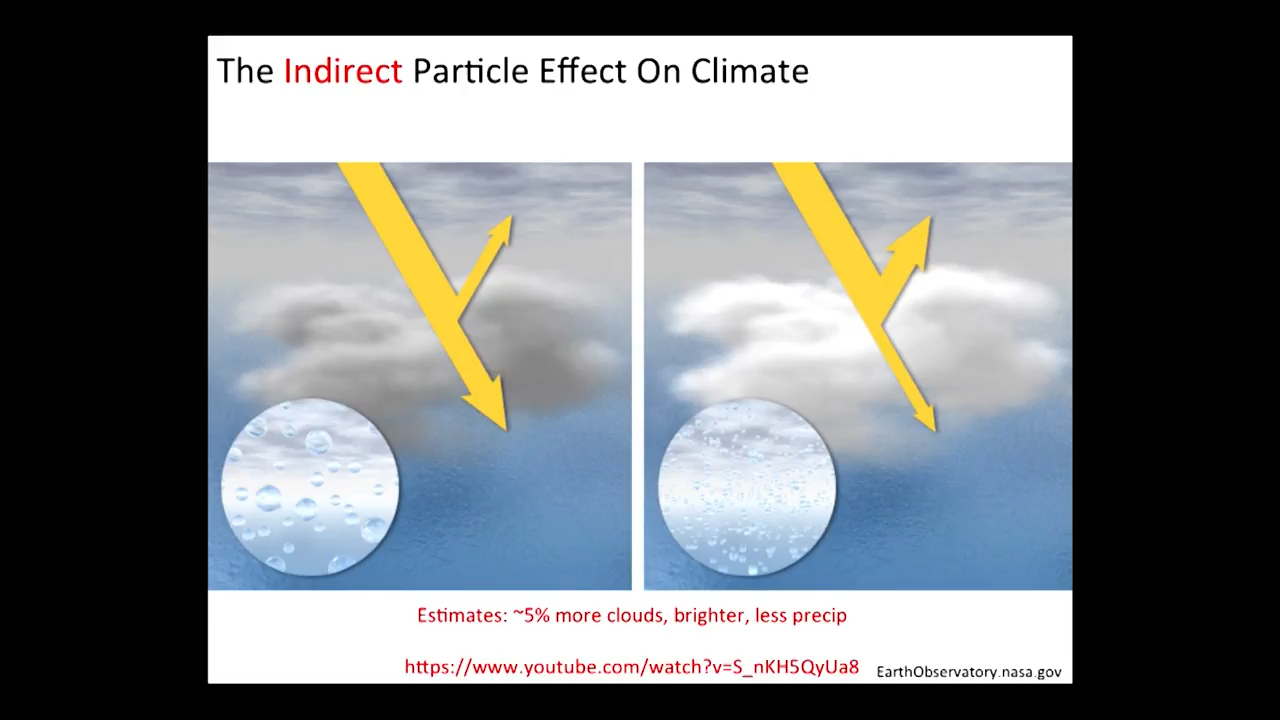 The Indirect Particle Effect On Climate
Estimates: ~5% more clouds, brighter, less precip
https://www.youtube.com/watch?v=S_nKH5QyUa8
EarthObservatory.nasa.gov